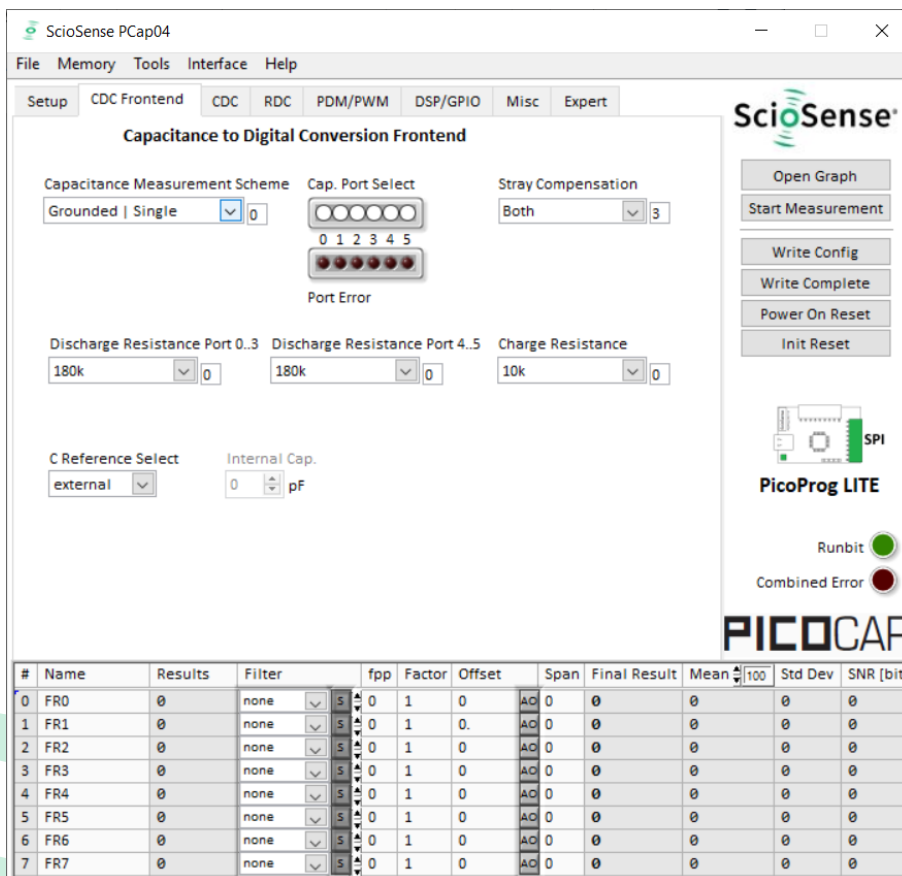 ScioSense PCap04
File Memory Tools Interface Help
Setup CDC Frontend CDC RDC PDM/PWM DSP/GPIO Misc Expert
Capacitance to Digital Conversion Frontend
Capacitance Measurement Scheme Cap. Port Select Stray Compensation
Grounded | Single 0 Both 3
0 1 2 3 4 5
Port Error
Discharge Resistance Port 0..3 Discharge Resistance Port 4..5 Charge Resistance
180k 0 180k 0 10k 0
C Reference Select Internal Cap.
external 0 pF
ScioSense
Open Graph
Start Measurement
Write Config
Write Complete
Power On Reset
Init Reset
SPI
PicoProg LITE
Runbit
Combined Error
PICOCAP
# Name Results Filter fpp Factor Offset Span Final Result Mean 100 Std Dev SNR [bit
0 FR0 0 none S 0 1 0 AO 0 0 0 0 0
1 FR1 0 none S 0 1 0. AO 0 0 0 0 0
2 FR2 0 none S 0 1 0 AO 0 0 0 0 0
3 FR3 0 none S 0 1 0 AO 0 0 0 0 0
4 FR4 0 none S 0 1 0 AO 0 0 0 0 0
5 FR5 0 none S 0 1 0 AO 0 0 0 0 0
6 FR6 0 none S 0 1 0 AO 0 0 0 0 0
7 FR7 0 none S 0 1 0 AO 0 0 0 0 0